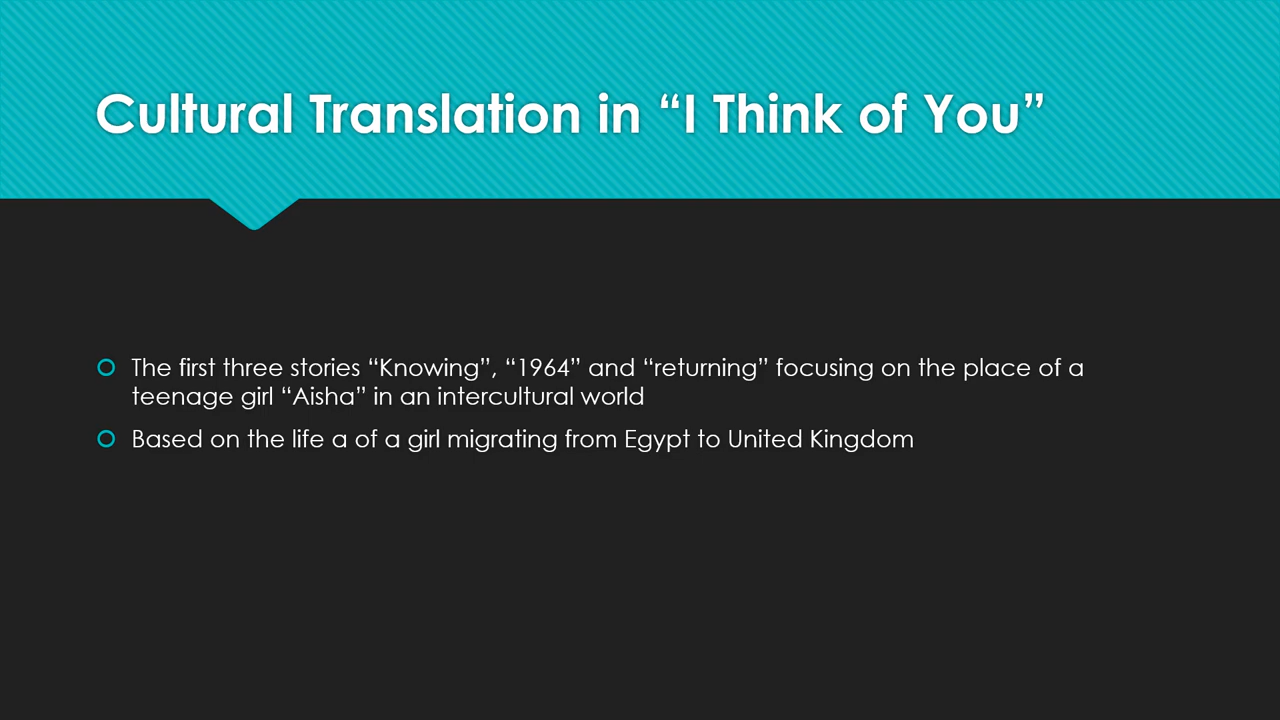 Cultural Translation in “I Think of You”
The first three stories “Knowing”, “1964” and “returning” focusing on the place of a
teenage girl “Aisha” in an intercultural world
Based on the life a of a girl migrating from Egypt to United Kingdom